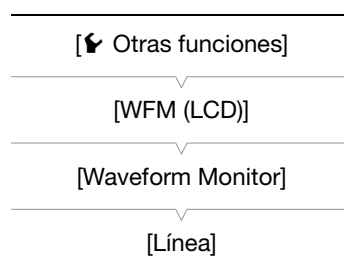 [Otras funciones]
[WFM (LCD)]
[Waveform Monitor]
[Línea]